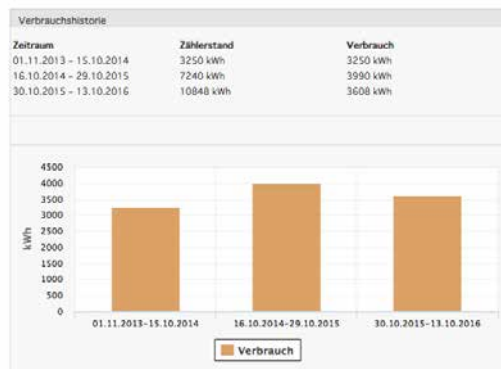 Verbrauchshistorie
Zeitraum Zählerstand Verbrauch
01.11.2013 - 15.10.2014 3250 kWh 3250 kWh
16.10.2014 - 29.10.2015 7240 kWh 3990 kWh
30.10.2015 - 13.10.2016 10848 kWh 3608 kWh
4500
4000
3500
3000
2500
2000
1500
1000
500
0
kWh
01.11.2013-15.10.2014 16.10.2014-29.10.2015 30.10.2015-13.10.2016
Verbrauch